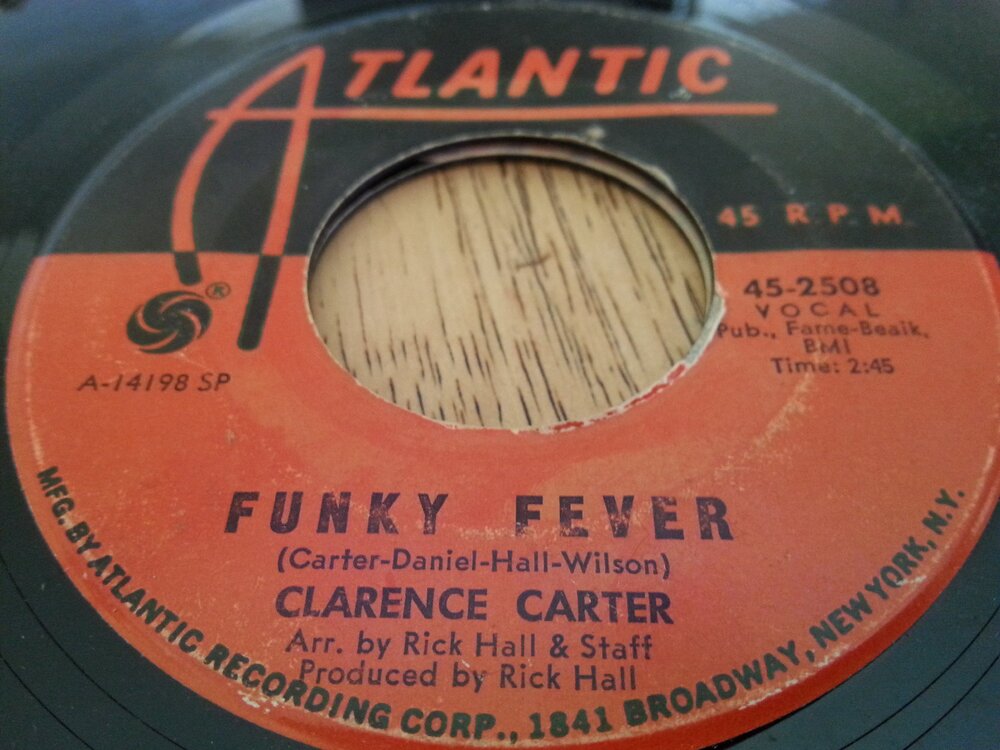 ATLANTIC
45 R.P.M.
®
A-14198 SP
45-2508
VOCAL
Pub., Fame-Beaik,
BMI
Time: 2:45
FUNKY FEVER
(Carter-Daniel-Hall-Wilson)
CLARENCE CARTER
Arr. by Rick Hall & Staff
Produced by Rick Hall
MFG. BY ATLANTIC RECORDING CORP., 1841 BROADWAY, NEW YORK, N.Y.